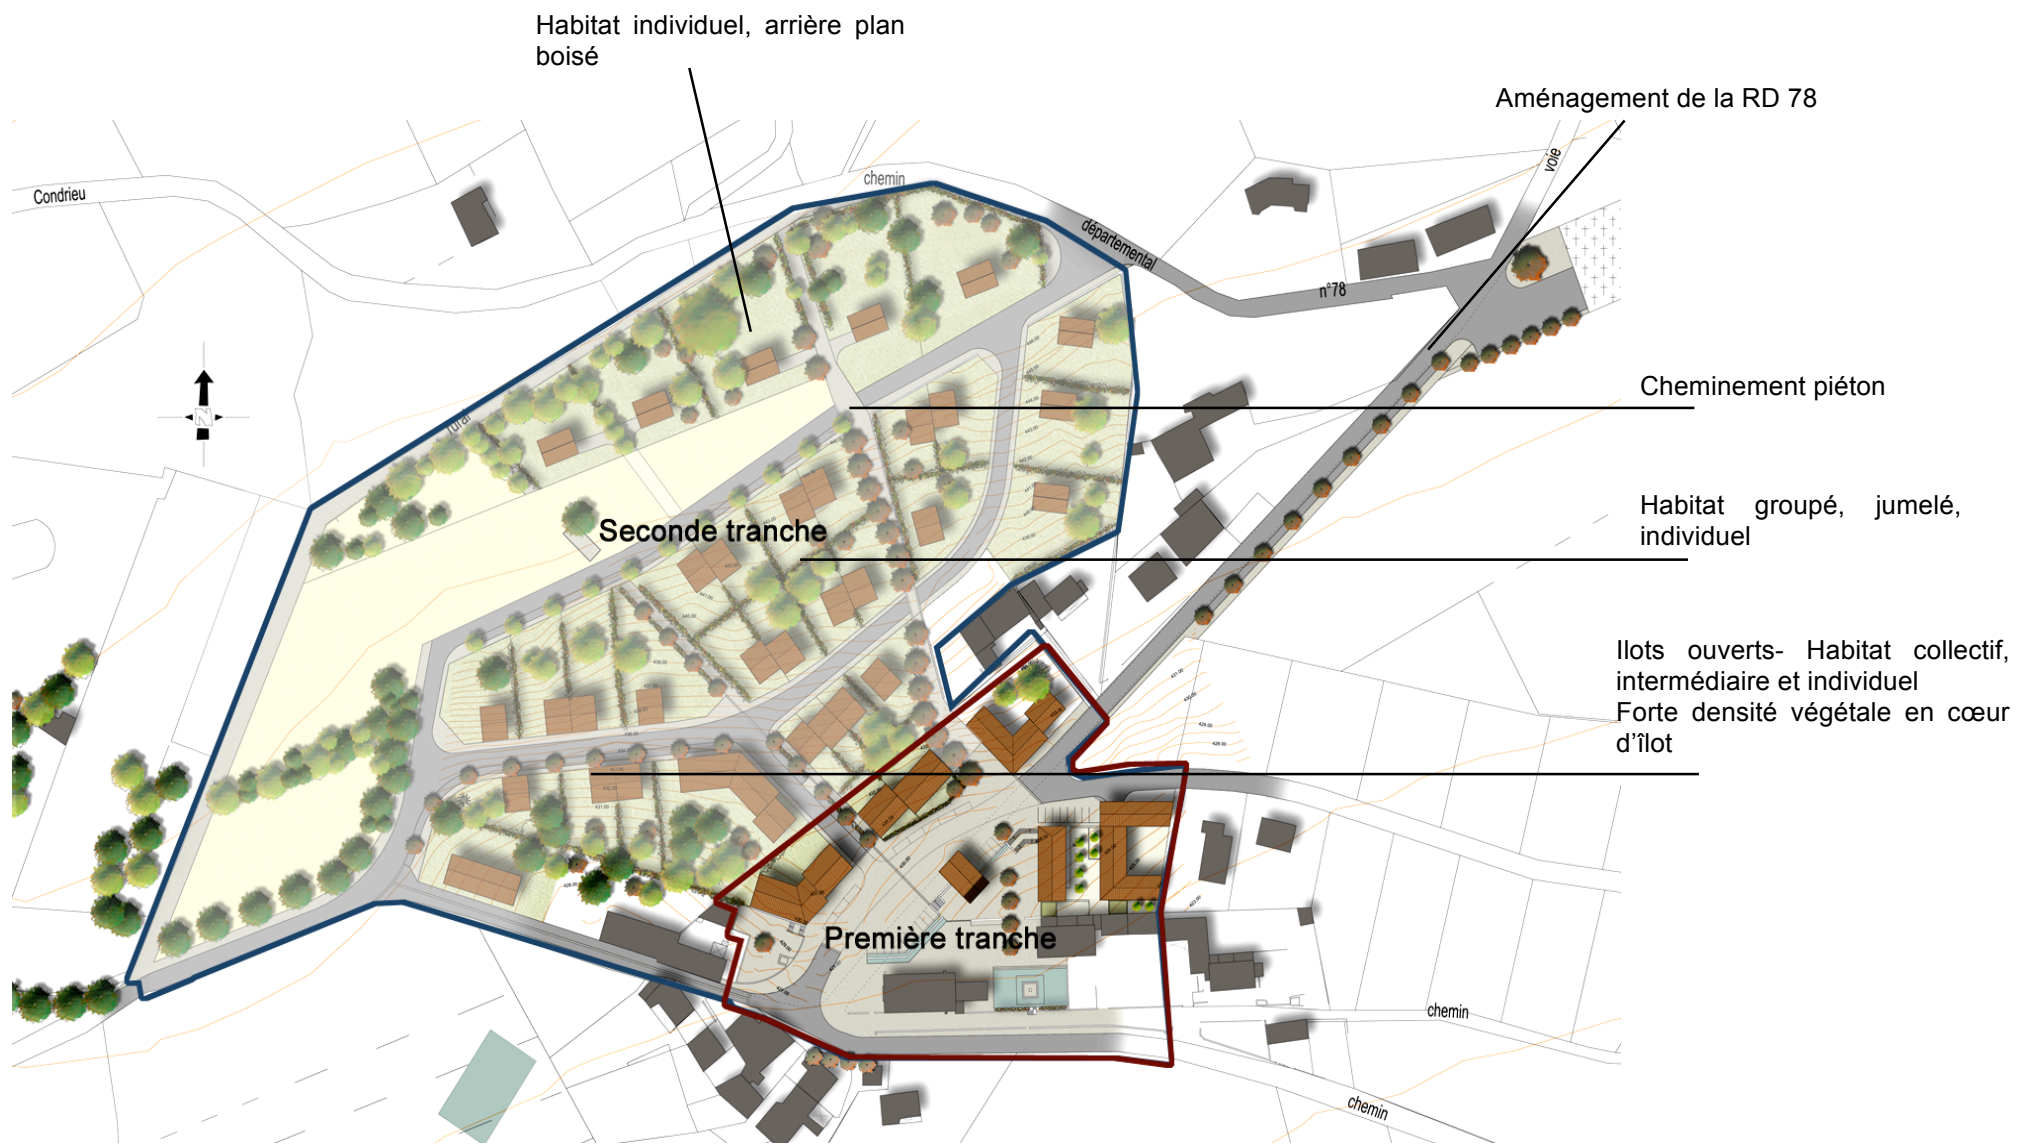 Habitat individuel, arrière plan
boisé
Aménagement de la RD 78
Condrieu
chemin
voie
départemental
n°78
rural
N
Cheminement piéton
Seconde tranche
Habitat groupé, jumelé,
individuel
Ilots ouverts- Habitat collectif,
intermédiaire et individuel
Forte densité végétale en cœur
d'îlot
Première tranche
chemin
chemin